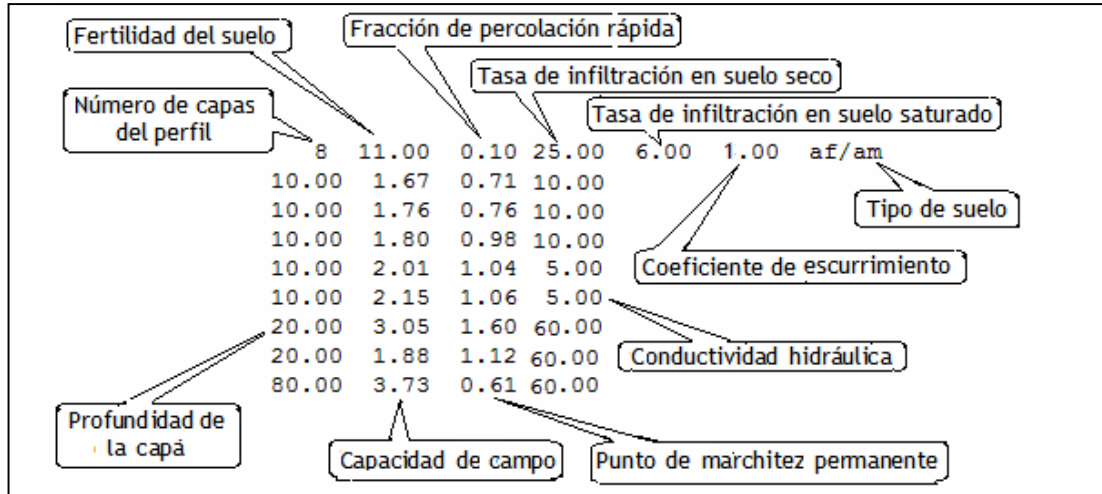 Fertilidad del suelo
Fracción de percolación rápida
Tasa de infiltración en suelo seco
Número de capas
del perfil
Tasa de infiltración en suelo saturado
8 11.00 0.10 25.00 6.00 1.00 af/am
10.00 1.67 0.71 10.00
10.00 1.76 0.76 10.00
Tipo de suelo
10.00 1.80 0.98 10.00
10.00 2.01 1.04 5.00
Coeficiente de escurrimiento
10.00 2.15 1.06 5.00
20.00 3.05 1.60 60.00
20.00 1.88 1.12 60.00
Conductividad hidráulica
80.00 3.73 0.61 60.00
Profundidad de
la capa
Capacidad de campo
Punto de marchitez permanente